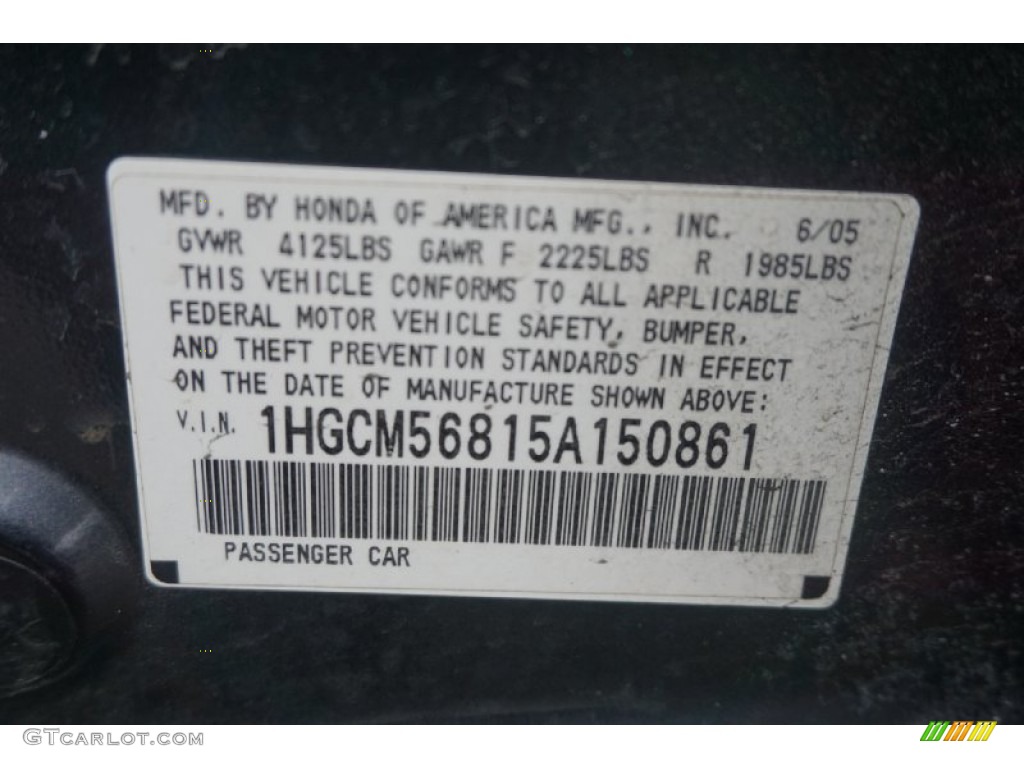 MFD. BY HONDA OF AMERICA MFG., INC. 6/05
GVWR 4125LBS GAWR F 2225LBS R 1985LBS
THIS VEHICLE CONFORMS TO ALL APPLICABLE
FEDERAL MOTOR VEHICLE SAFETY, BUMPER,
AND THEFT PREVENTION STANDARDS IN EFFECT
ON THE DATE OF MANUFACTURE SHOWN ABOVE:
V.I.N. 1HGCM56815A150861
PASSENGER CAR
GTCARLOT.COM